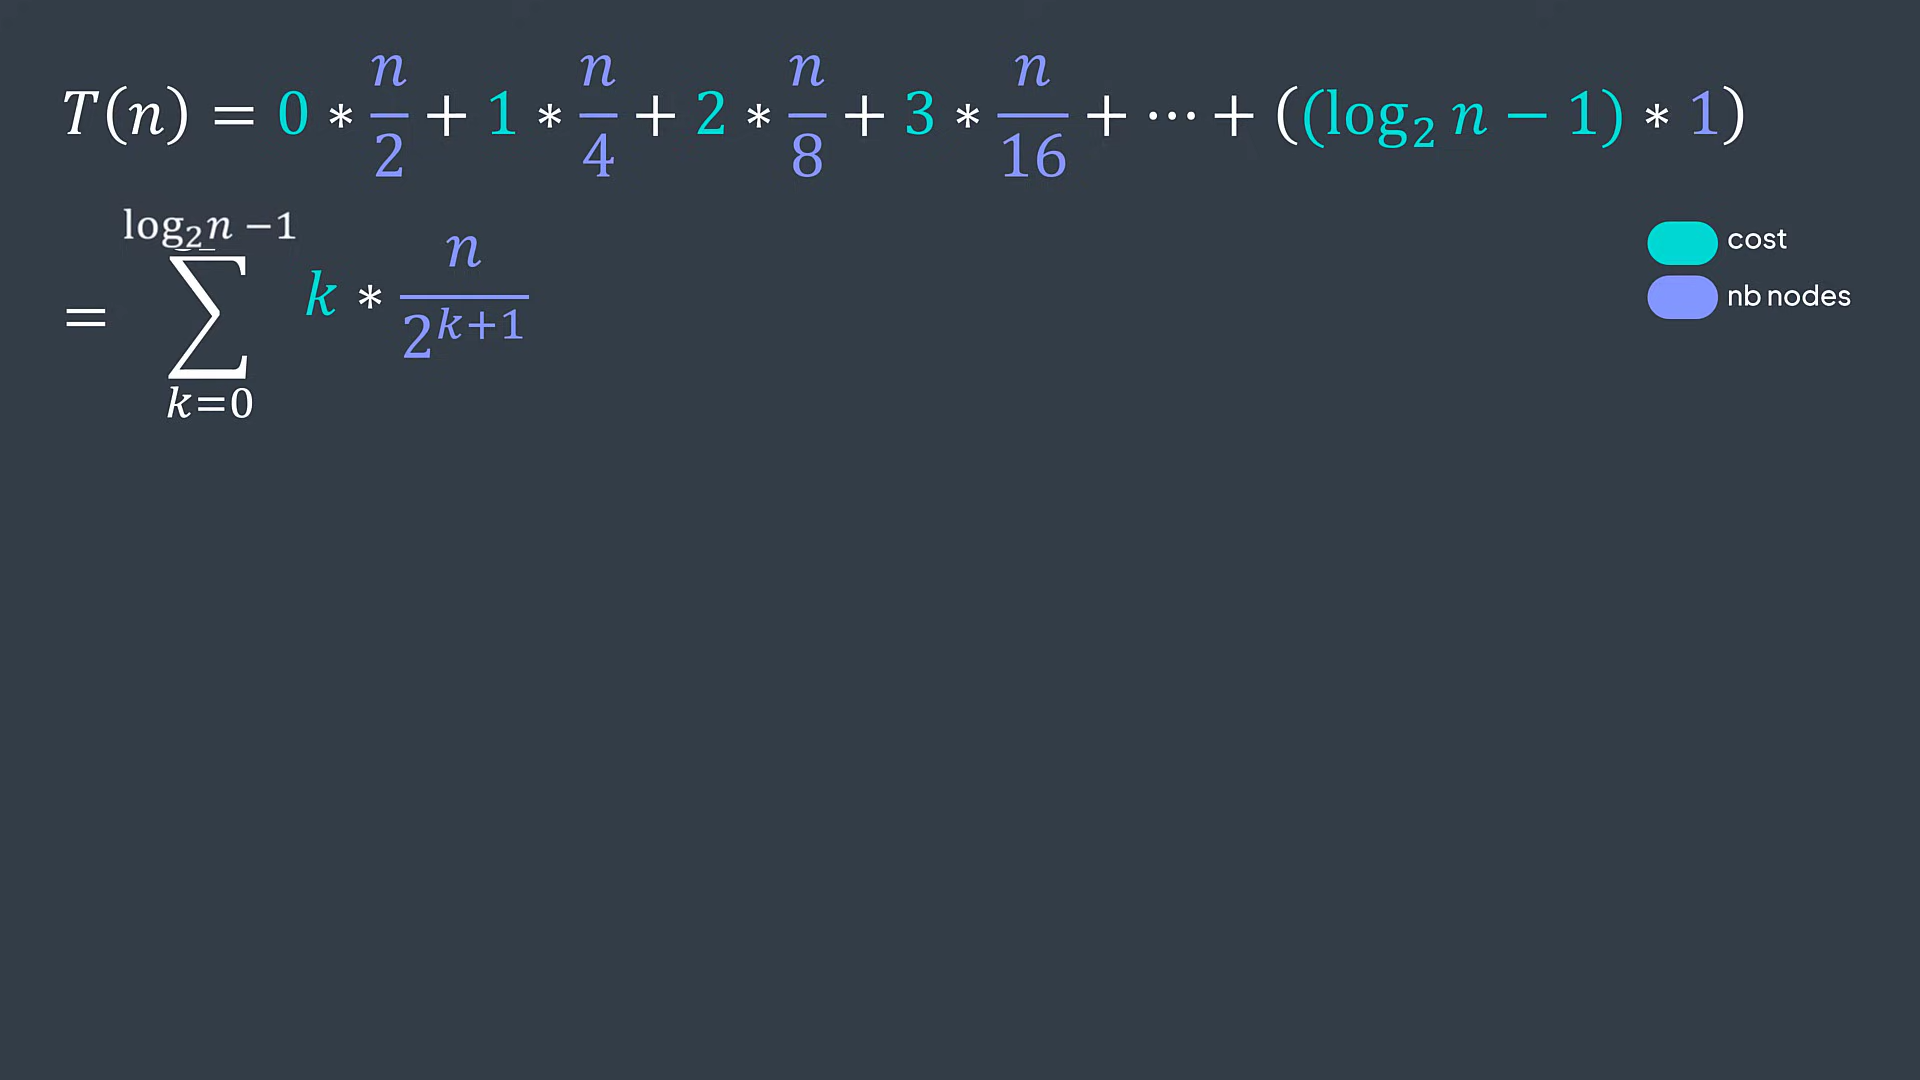 T(n) = 0 * n/2 + 1 * n/4 + 2 * n/8 + 3 * n/16 + ⋯ + ((log₂ n − 1) * 1)
= ∑_{k=0}^{log₂n −1} k * n/2^{k+1}
cost
nb nodes